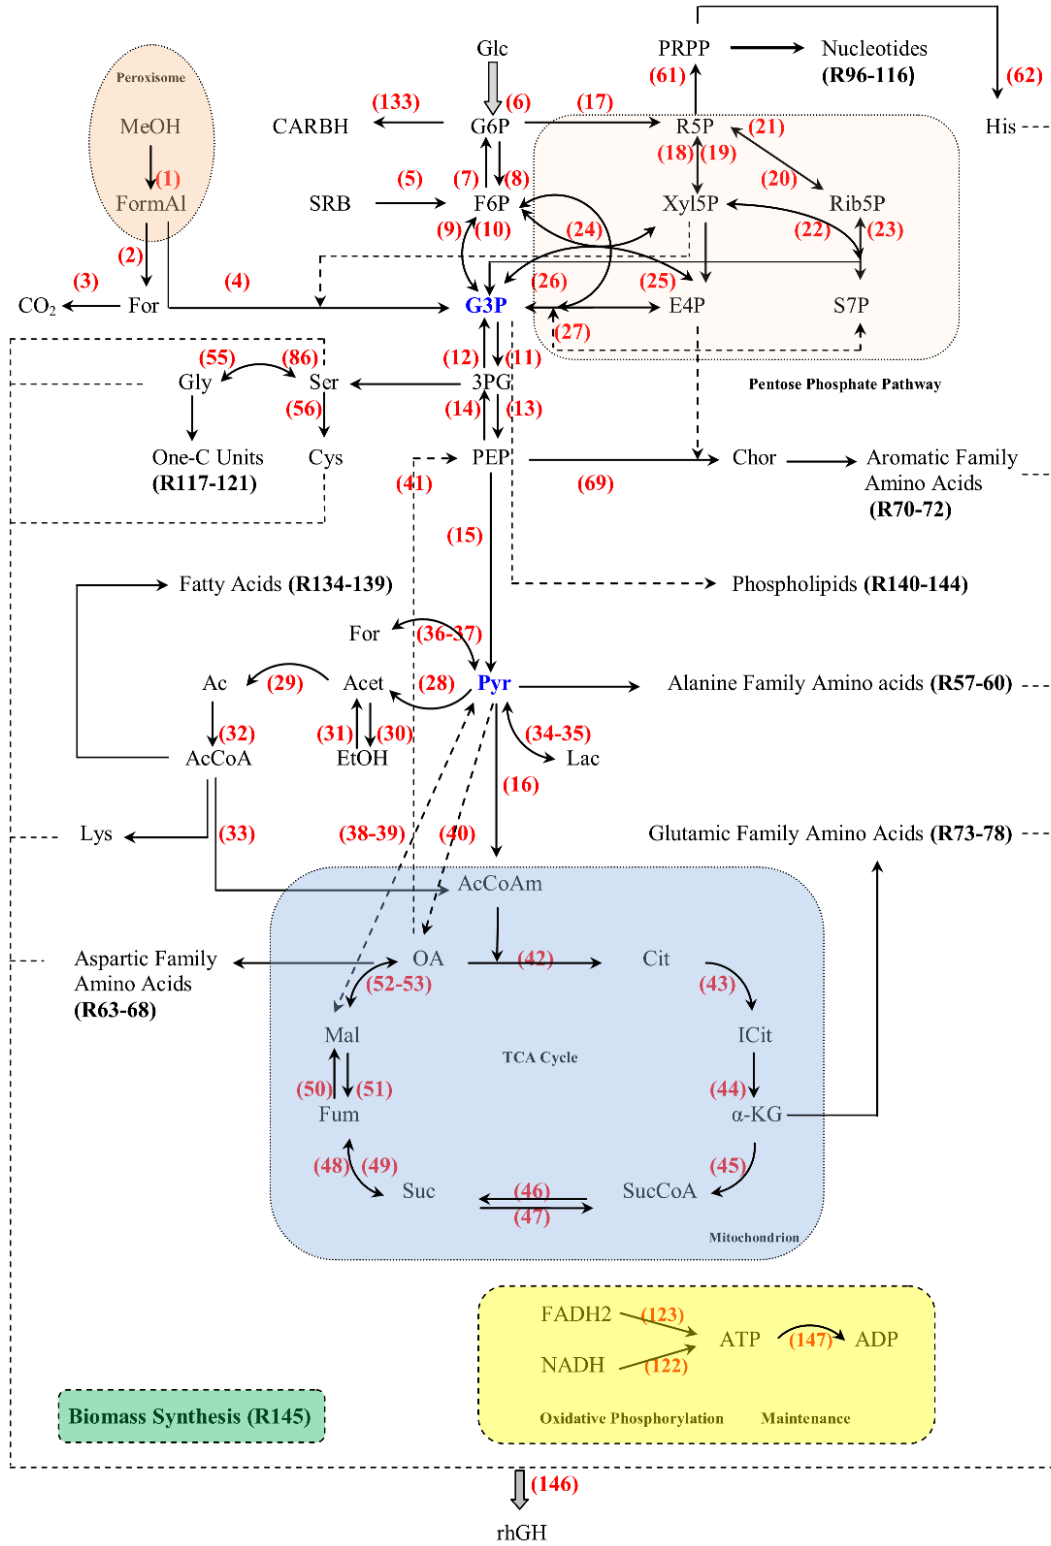 Glc
PRPP
Nucleotides
(R96-116)
(61)
(62)
Peroxisome
MeOH
(1)
FormAl
(133)
(6)
(17)
CARBH
G6P
R5P
(21)
His
(18)
(19)
(5)
(7)
(8)
(20)
SRB
F6P
Xyl5P
Rib5P
(2)
(9)
(10)
(24)
(22)
(23)
(3)
(4)
(26)
(25)
CO2
For
G3P
E4P
S7P
(27)
(55)
(86)
(12)
(11)
Gly
Ser
3PG
Pentose Phosphate Pathway
(56)
(14)
(13)
One-C Units
(R117-121)
Cys
PEP
Chor
Aromatic Family
Amino Acids
(R70-72)
(41)
(69)
(15)
Fatty Acids (R134-139)
Phospholipids (R140-144)
For
(36-37)
Ac
(29)
Acet
(28)
Pyr
Alanine Family Amino acids (R57-60)
(32)
(31)
(30)
(34-35)
AcCoA
EtOH
Lac
(16)
Lys
(33)
(38-39)
(40)
Glutamic Family Amino Acids (R73-78)
AcCoAm
Aspartic Family
Amino Acids
(R63-68)
OA
(42)
Cit
(52-53)
(43)
Mal
TCA Cycle
ICit
(50)
(51)
(44)
Fum
α-KG
(48)
(49)
(45)
Suc
(46)
(47)
SucCoA
Mitochondrion
FADH2
(123)
ATP
(147)
ADP
NADH
(122)
Oxidative Phosphorylation
Maintenance
Biomass Synthesis (R145)
(146)
rhGH